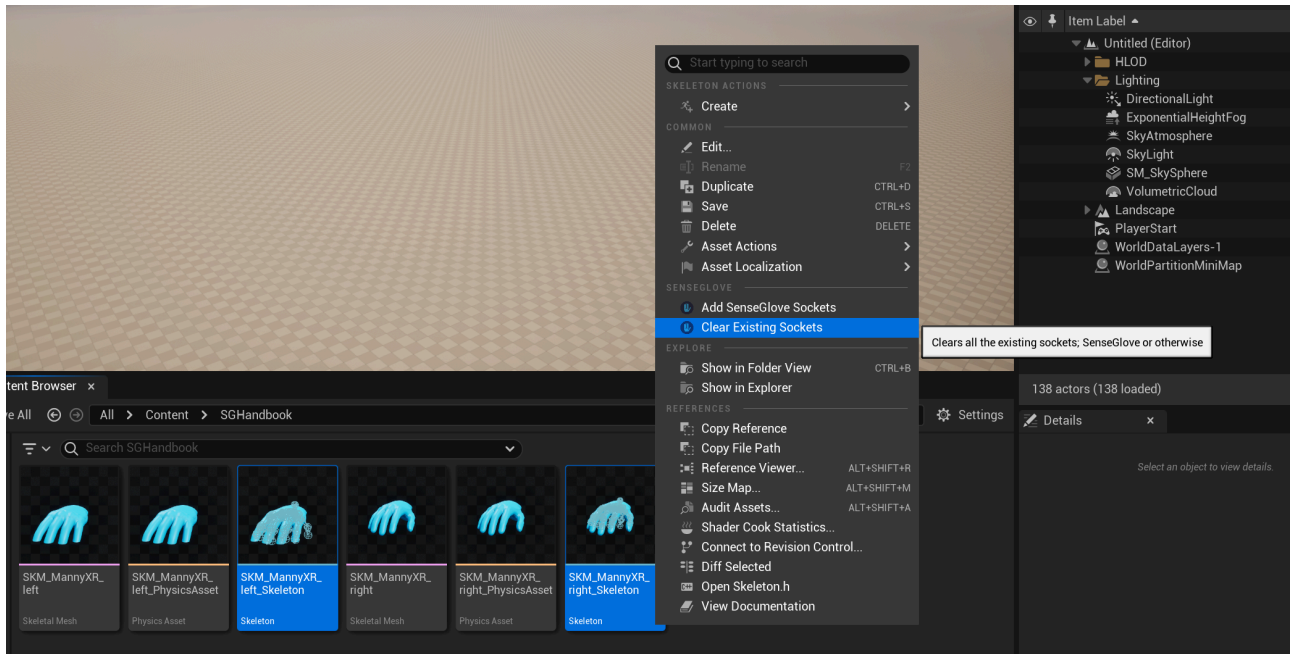 Item Label
Untitled (Editor)
HLOD
Lighting
DirectionalLight
ExponentialHeightFog
SkyAtmosphere
SkyLight
SM_SkySphere
VolumetricCloud
Landscape
PlayerStart
WorldDataLayers-1
WorldPartitionMiniMap
138 actors (138 loaded)
Details
Select an object to view details.
Start typing to search
SKELETON ACTIONS
Create
COMMON
Edit...
Rename F2
Duplicate CTRL+D
Save CTRL+S
Delete DELETE
Asset Actions
Asset Localization
SENSEGLOVE
Add SenseGlove Sockets
Clear Existing Sockets
Clears all the existing sockets; SenseGlove or otherwise
EXPLORE
Show in Folder View CTRL+B
Show in Explorer
REFERENCES
Copy Reference
Copy File Path
Reference Viewer... ALT+SHIFT+R
Size Map... ALT+SHIFT+M
Audit Assets... ALT+SHIFT+A
Shader Cook Statistics...
Connect to Revision Control...
Diff Selected
Open Skeleton.h
View Documentation
tent Browser
ve All All > Content > SGHandbook Settings
Search SGHandbook
SKM_MannyXR_
left
Skeletal Mesh
SKM_MannyXR_
left_PhysicsAsset
Physics Asset
SKM_MannyXR_
left_Skeleton
Skeleton
SKM_MannyXR_
right
Skeletal Mesh
SKM_MannyXR_
right_PhysicsAsset
Physics Asset
SKM_MannyXR_
right_Skeleton
Skeleton